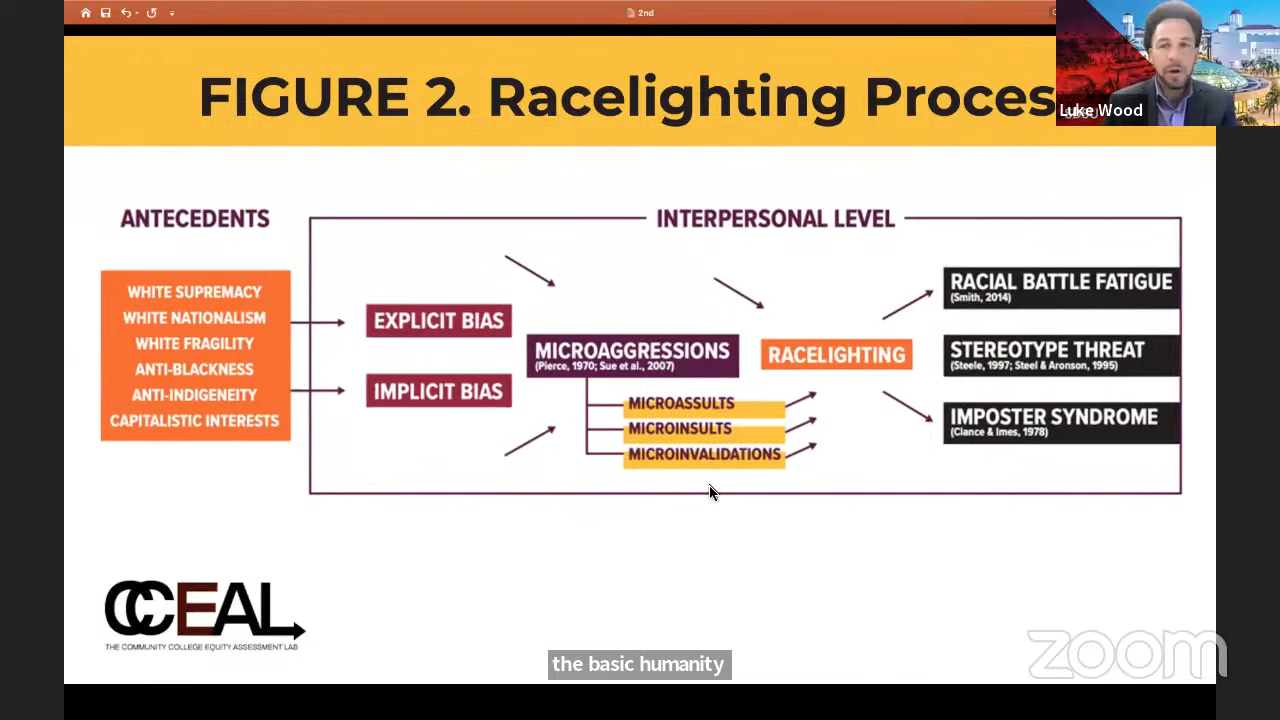 2nd
FIGURE 2. Racelighting Proces
Luke Wood
ANTECEDENTS
INTERPERSONAL LEVEL
WHITE SUPREMACY
WHITE NATIONALISM
WHITE FRAGILITY
ANTI-BLACKNESS
ANTI-INDIGENEITY
CAPITALISTIC INTERESTS
EXPLICIT BIAS
IMPLICIT BIAS
MICROAGGRESSIONS
(Pierce, 1970; Sue et al., 2007)
MICROASSULTS
MICROINSULTS
MICROINVALIDATIONS
RACELIGHTING
RACIAL BATTLE FATIGUE
(Smith, 2014)
STEREOTYPE THREAT
(Steele, 1997; Steel & Aronson, 1995)
IMPOSTER SYNDROME
(Clance & Imes, 1978)
CCEAL
THE COMMUNITY COLLEGE EQUITY ASSESSMENT LAB
the basic humanity
zoom